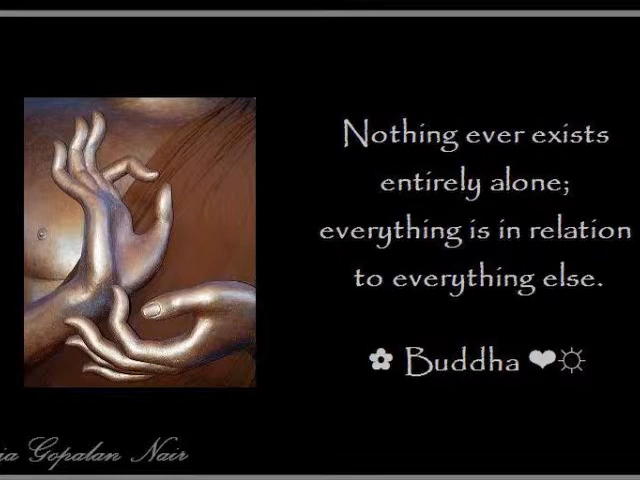 Nothing ever exists
entirely alone;
everything is in relation
to everything else.
✿ Buddha ❤☼
Gopalan Nair